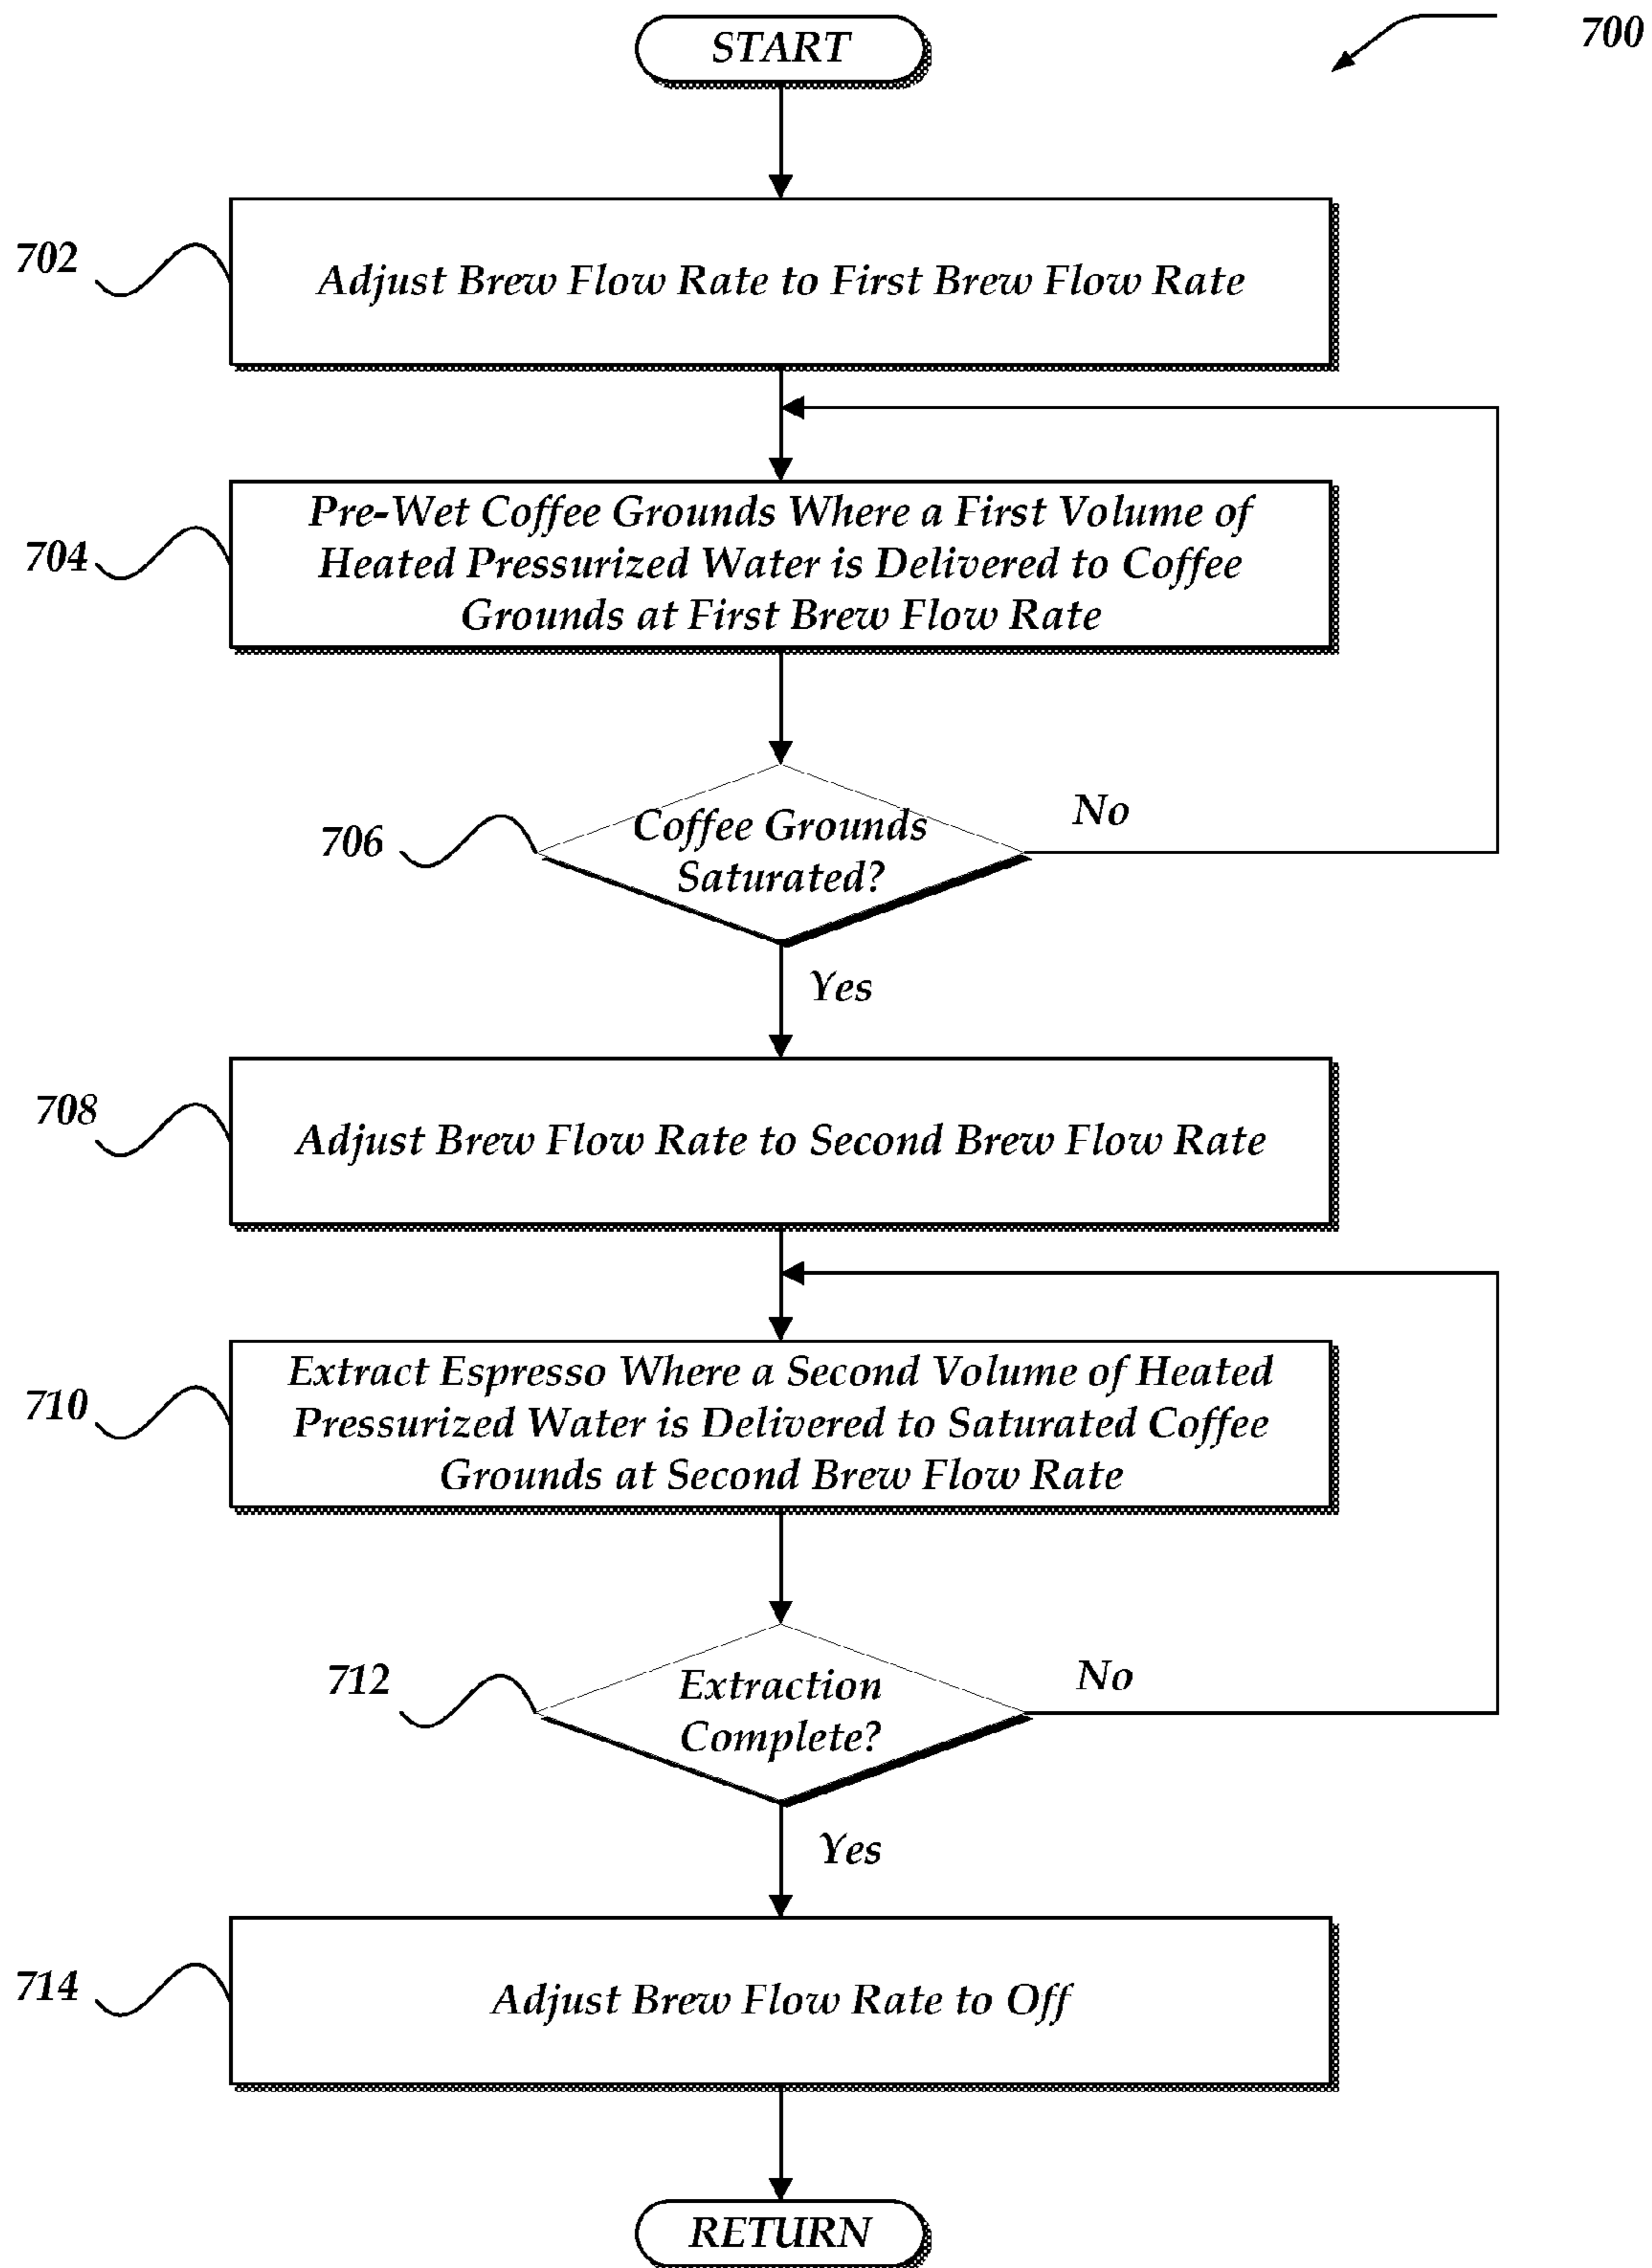 START
700
702
Adjust Brew Flow Rate to First Brew Flow Rate
704
Pre-Wet Coffee Grounds Where a First Volume of
Heated Pressurized Water is Delivered to Coffee
Grounds at First Brew Flow Rate
706
Coffee Grounds
Saturated?
No
Yes
708
Adjust Brew Flow Rate to Second Brew Flow Rate
710
Extract Espresso Where a Second Volume of Heated
Pressurized Water is Delivered to Saturated Coffee
Grounds at Second Brew Flow Rate
712
Extraction
Complete?
No
Yes
714
Adjust Brew Flow Rate to Off
RETURN